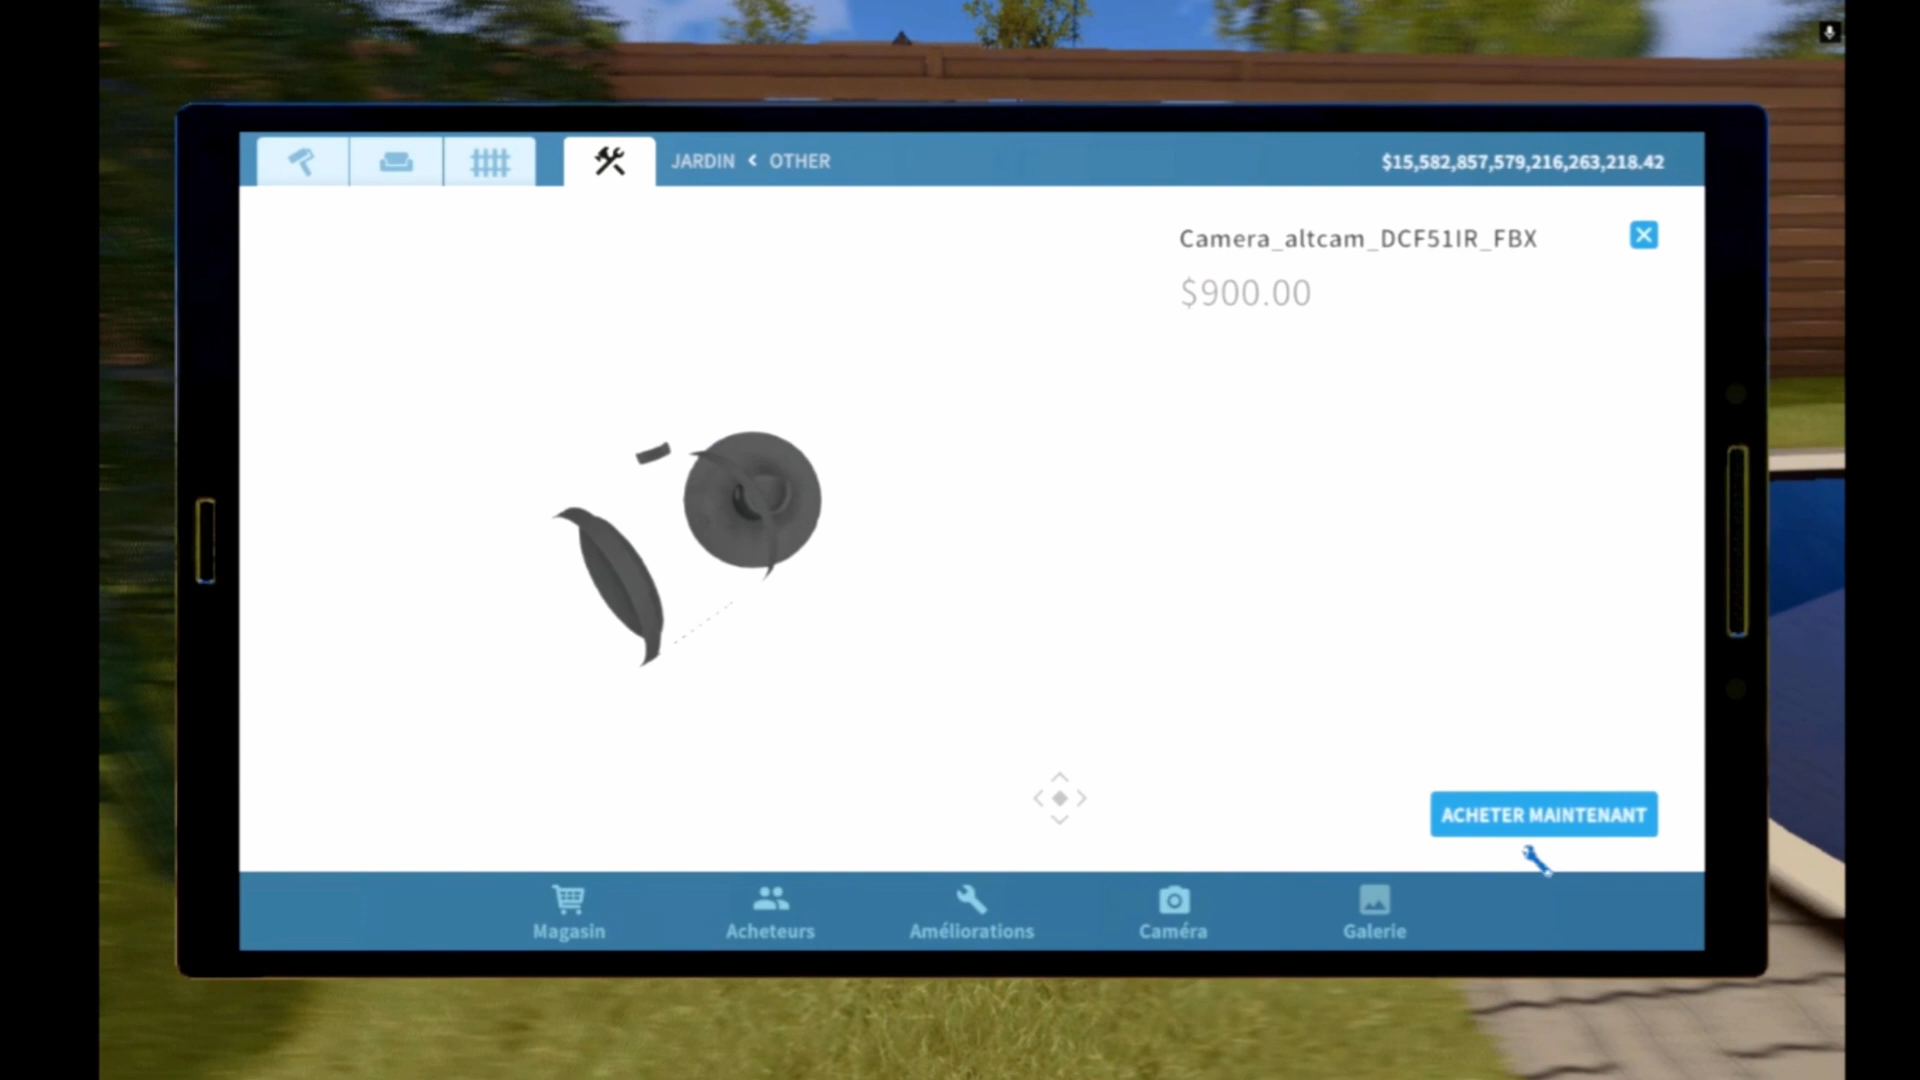 JARDIN < OTHER
$15,582,857,579,216,263,218.42
Camera_altcam_DCF51IR_FBX
$900.00
ACHETER MAINTENANT
Magasin
Acheteurs
Améliorations
Caméra
Galerie